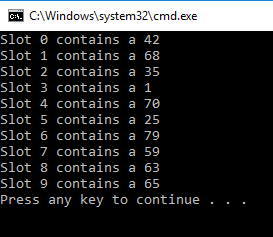 C:\Windows\system32\cmd.exe
Slot 0 contains a 42
Slot 1 contains a 68
Slot 2 contains a 35
Slot 3 contains a 1
Slot 4 contains a 70
Slot 5 contains a 25
Slot 6 contains a 79
Slot 7 contains a 59
Slot 8 contains a 63
Slot 9 contains a 65
Press any key to continue . . .